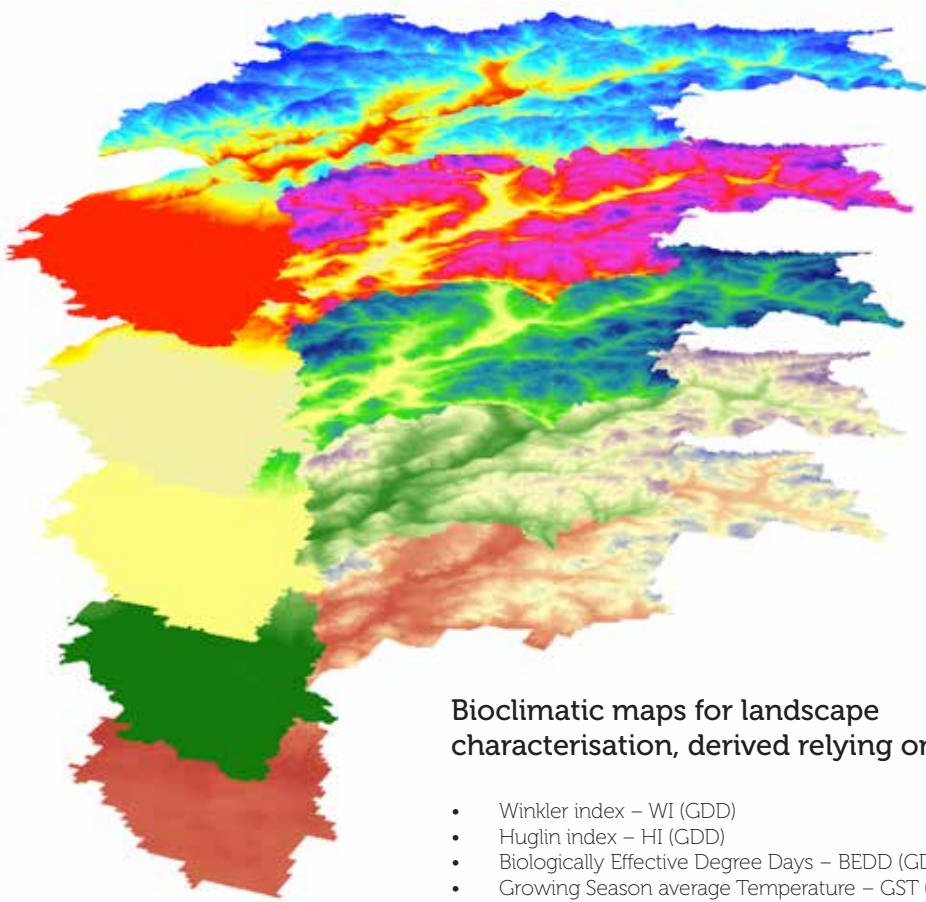 Bioclimatic maps for landscape
characterisation, derived relying on
• Winkler index – WI (GDD)
• Huglin index – HI (GDD)
• Biologically Effective Degree Days – BEDD (GD
• Growing Season average Temperature – GST (